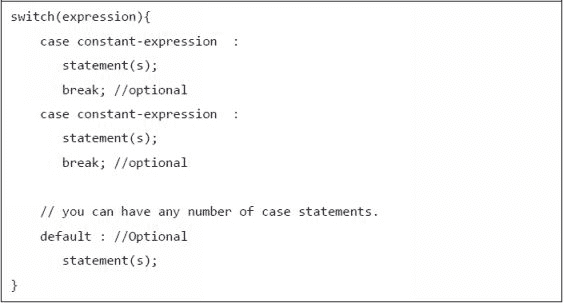 switch(expression){
   case constant-expression  :
      statement(s);
      break; //optional
   case constant-expression  :
      statement(s);
      break; //optional

   // you can have any number of case statements.
   default : //Optional
      statement(s);
}